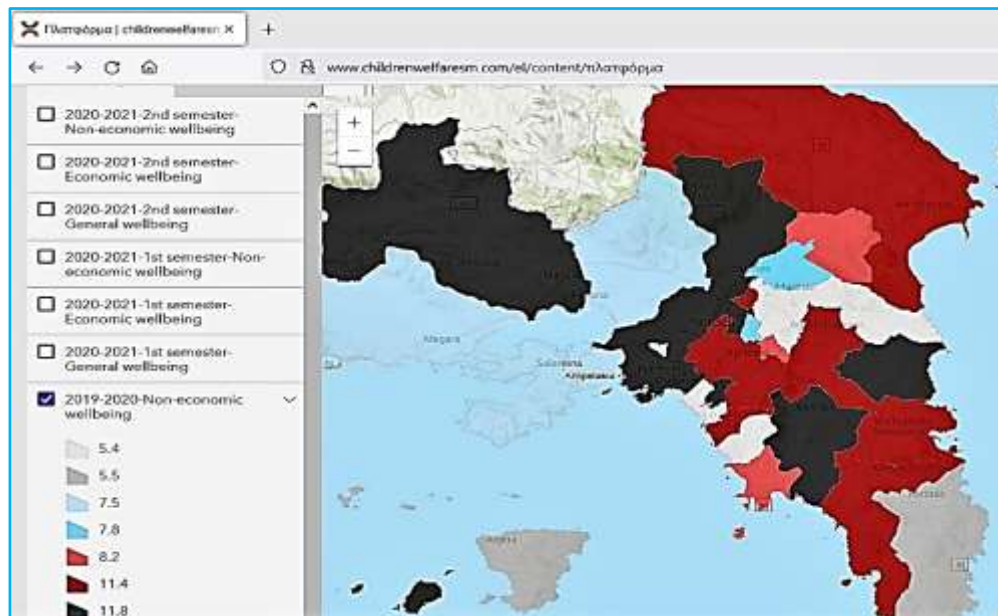 Πλατφόρμα | childrenwelfaresm
www.childrenwelfaresm.com/el/content/πλατφόρμα
2020-2021-2nd semester-
Non-economic wellbeing
2020-2021-2nd semester-
Economic wellbeing
2020-2021-2nd semester-
General wellbeing
2020-2021-1st semester-Non-
economic wellbeing
2020-2021-1st semester-
Economic wellbeing
2020-2021-1st semester-
General wellbeing
2019-2020-Non-economic
wellbeing
5.4
5.5
7.5
7.8
8.2
11.4
11.8
Megara
Salamina
Ampelakia